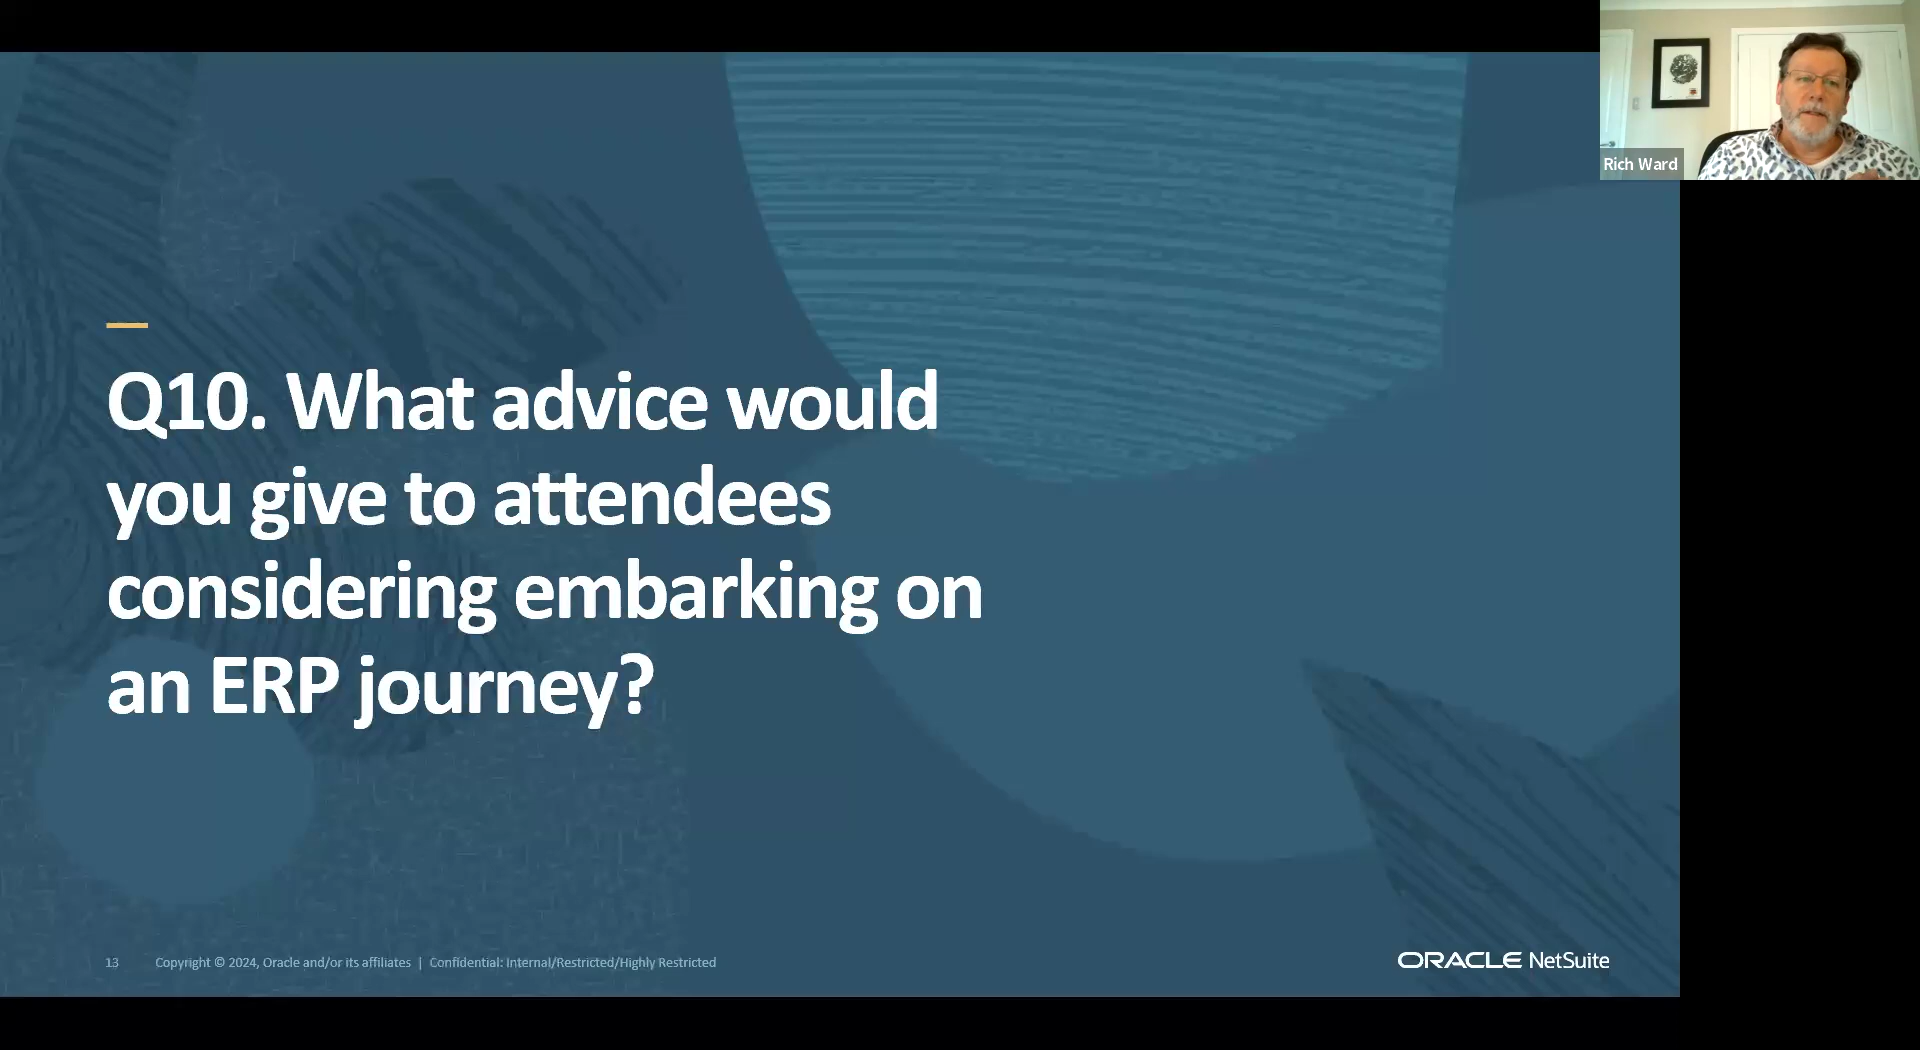 Rich Ward
Q10. What advice would
you give to attendees
considering embarking on
an ERP journey?
13 Copyright © 2024, Oracle and/or its affiliates | Confidential: Internal/Restricted/Highly Restricted
ORACLE NetSuite